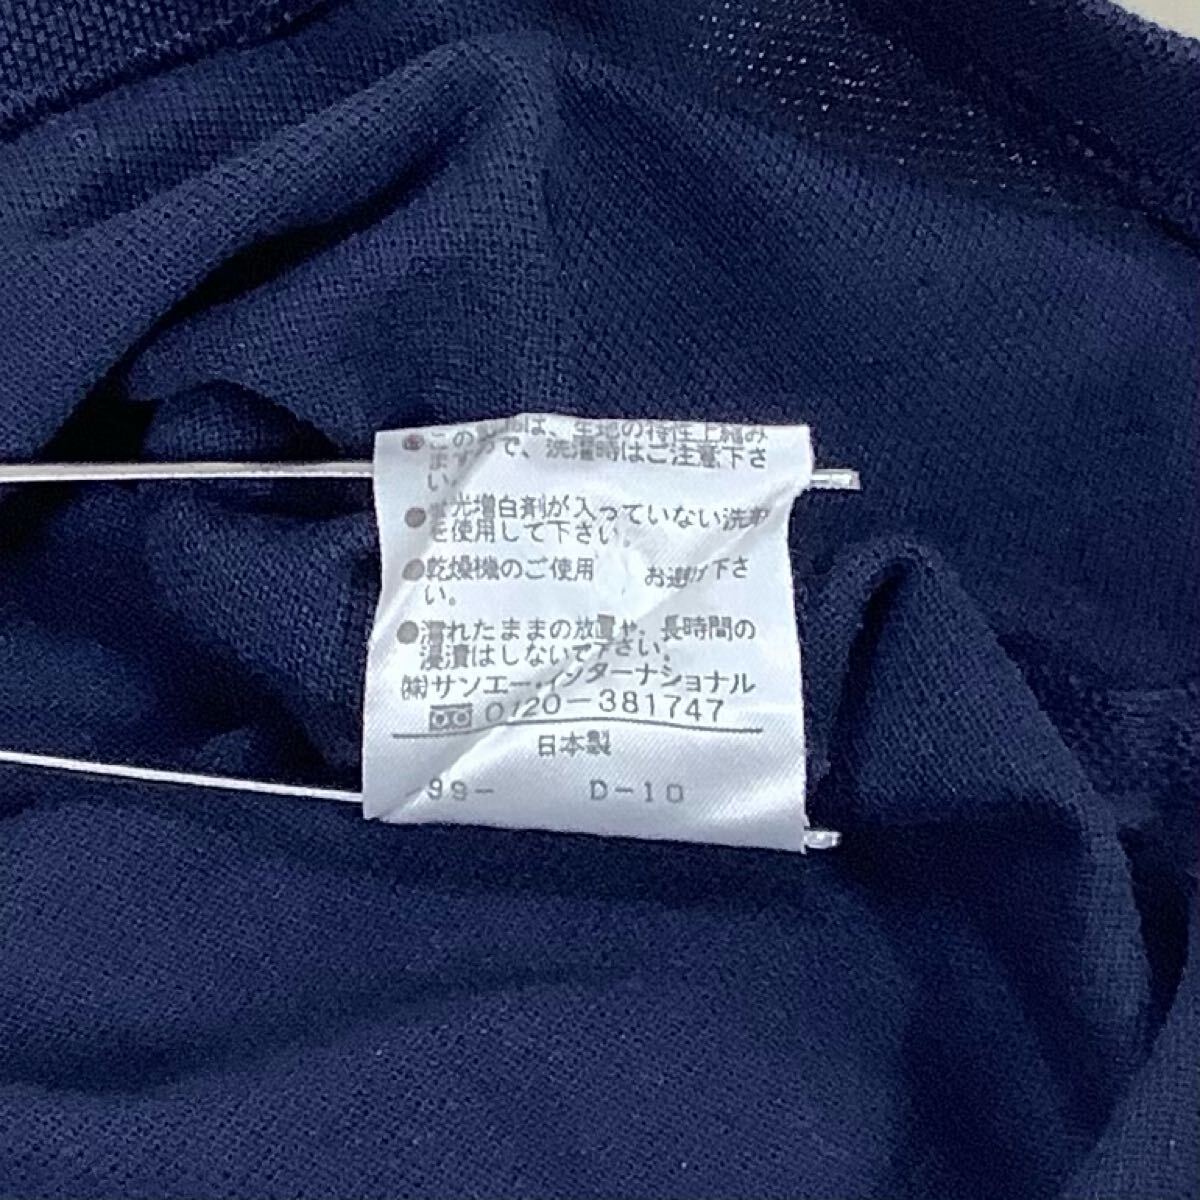 ●この製品は、生地の特性上縮み
ますので、洗濯時はご注意下さ
い。
●蛍光増白剤が入っていない洗剤
を使用して下さい。
●乾燥機のご使用 お避け下さ
い。
●濡れたままの放置や、長時間の
浸漬はしないで下さい。
㈱サンエー・インターナショナル
0120-381747
日本製
-99- D-10